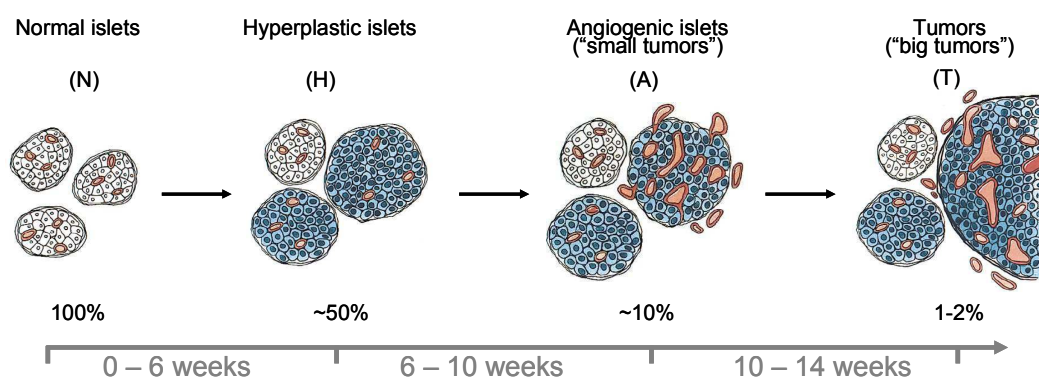 Normal islets
(N)
Hyperplastic islets
(H)
Angiogenic islets
(“small tumors”)
(A)
Tumors
(“big tumors”)
(T)
100%
~50%
~10%
1-2%
0 – 6 weeks
6 – 10 weeks
10 – 14 weeks